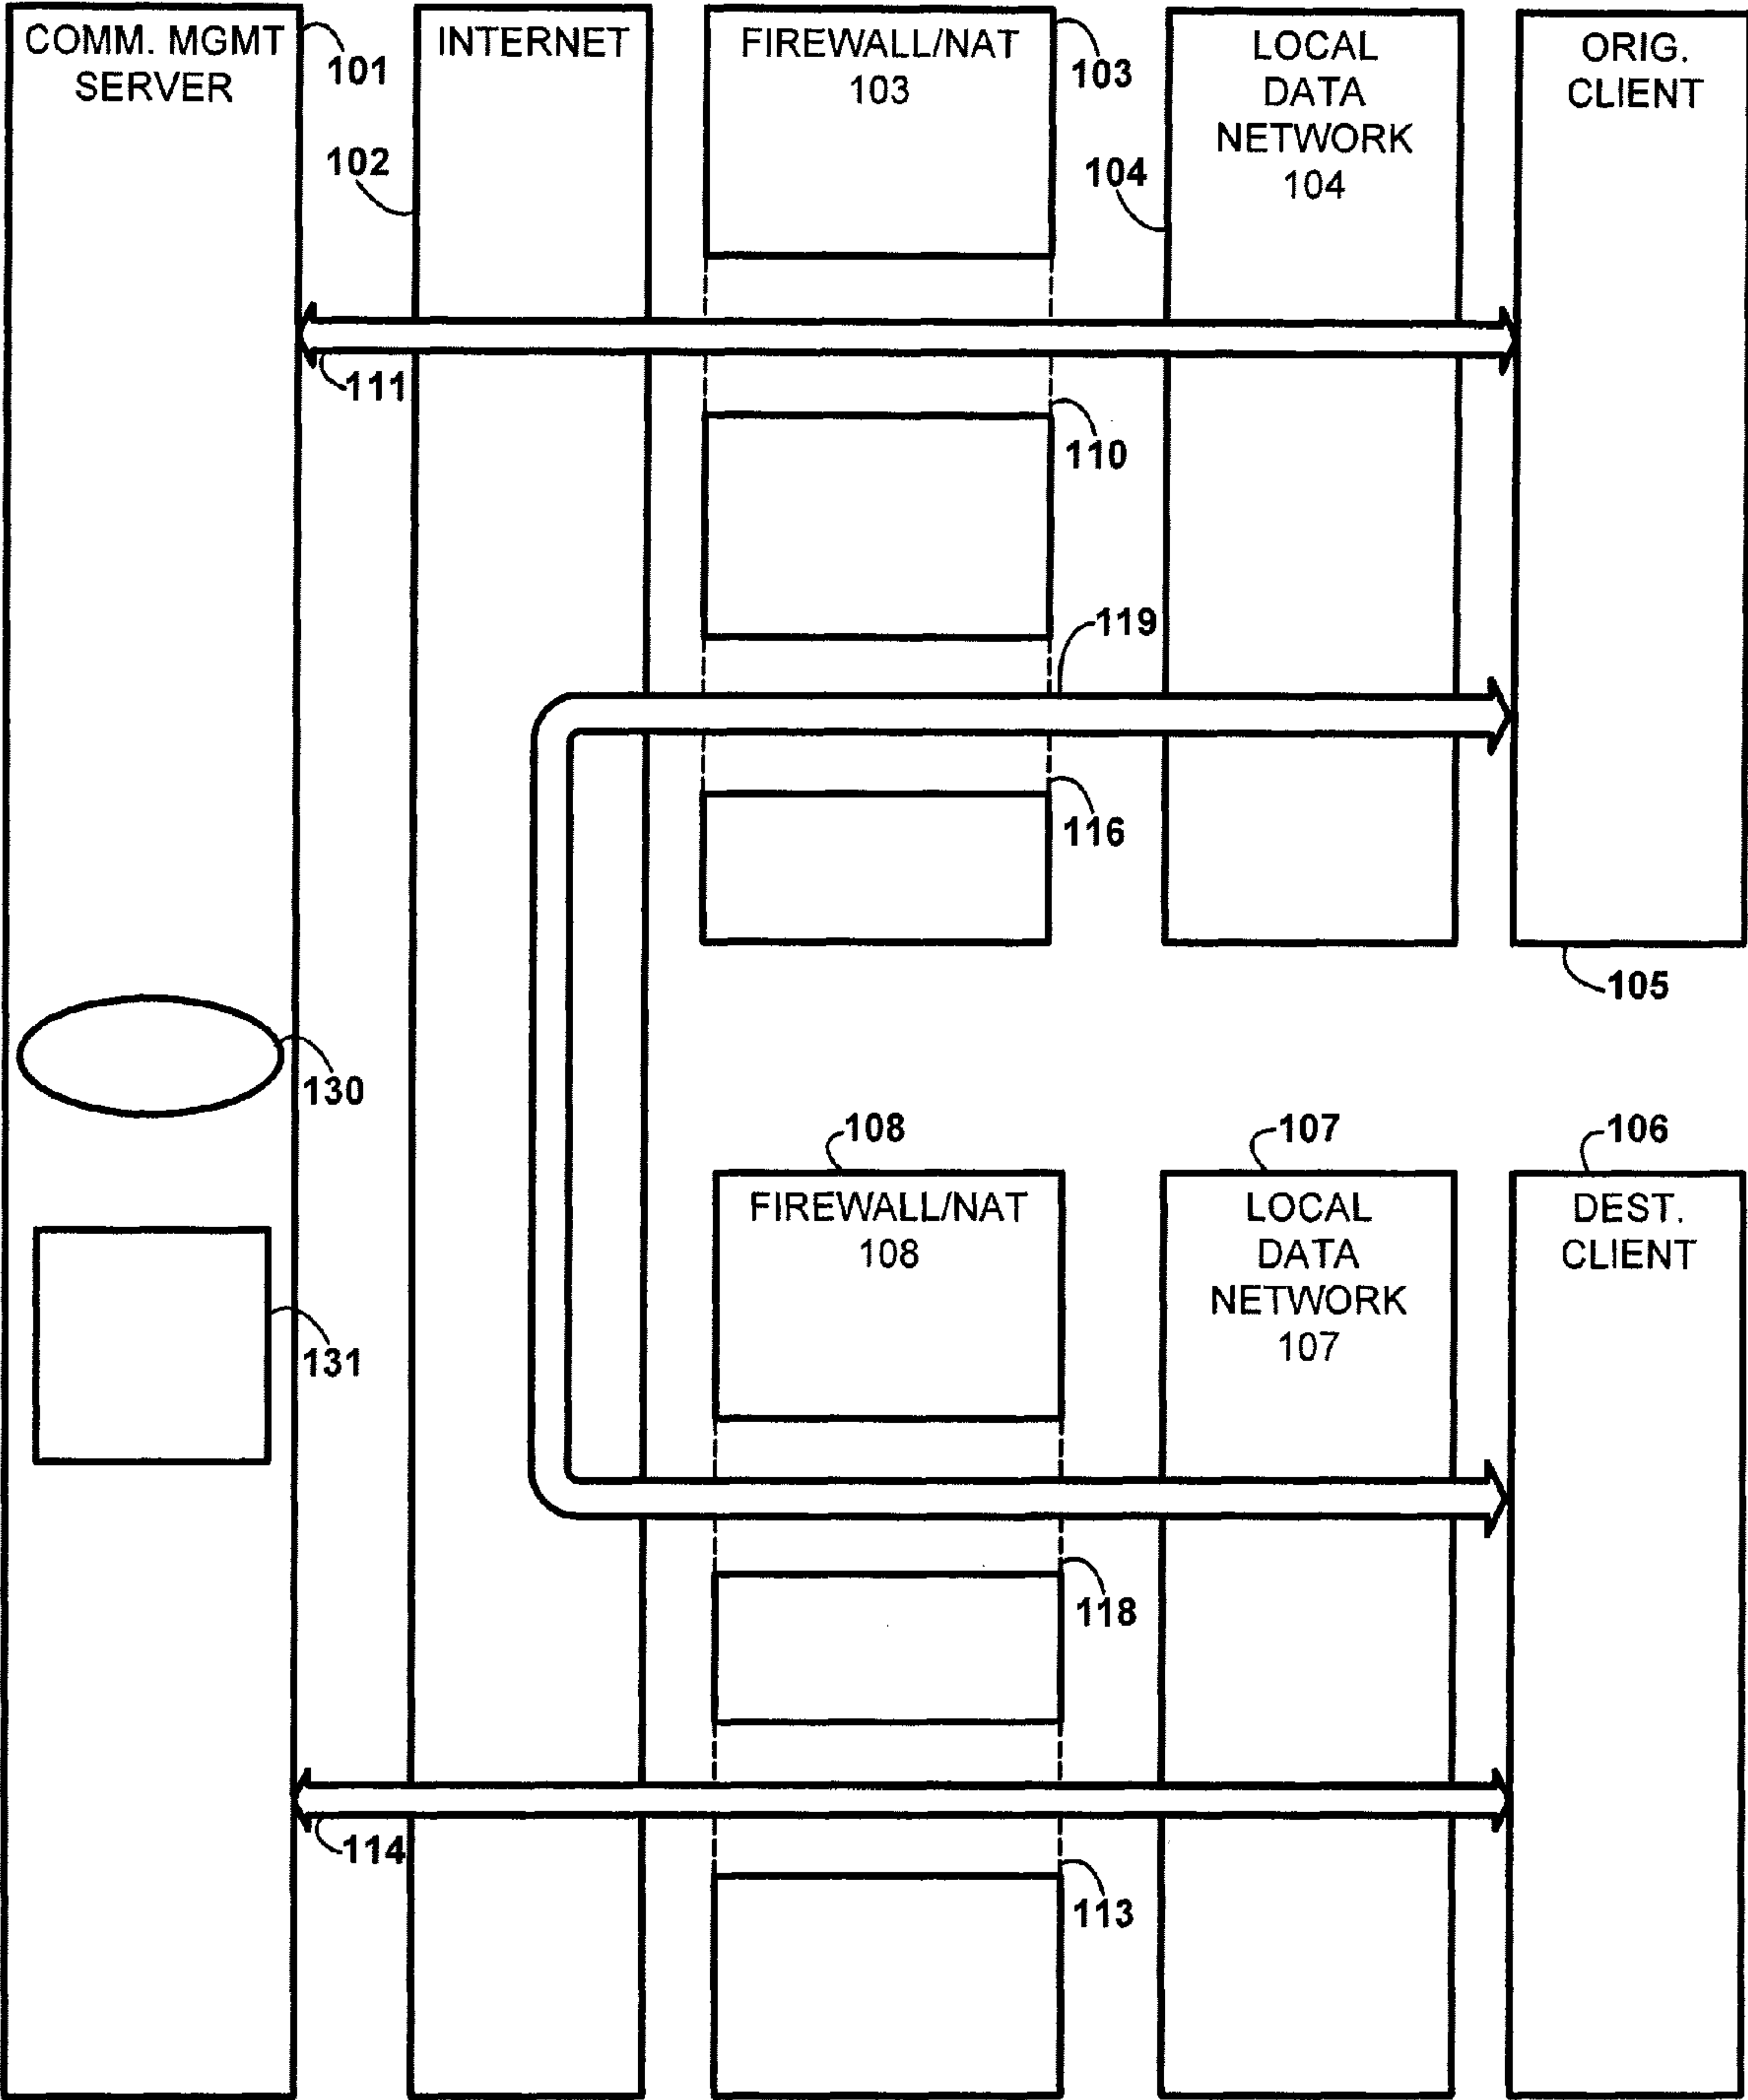 COMM. MGMT
SERVER
101
INTERNET
102
FIREWALL/NAT
103
103
LOCAL
DATA
NETWORK
104
104
ORIG.
CLIENT
111
110
119
116
105
130
131
108
FIREWALL/NAT
108
107
LOCAL
DATA
NETWORK
107
106
DEST.
CLIENT
118
114
113